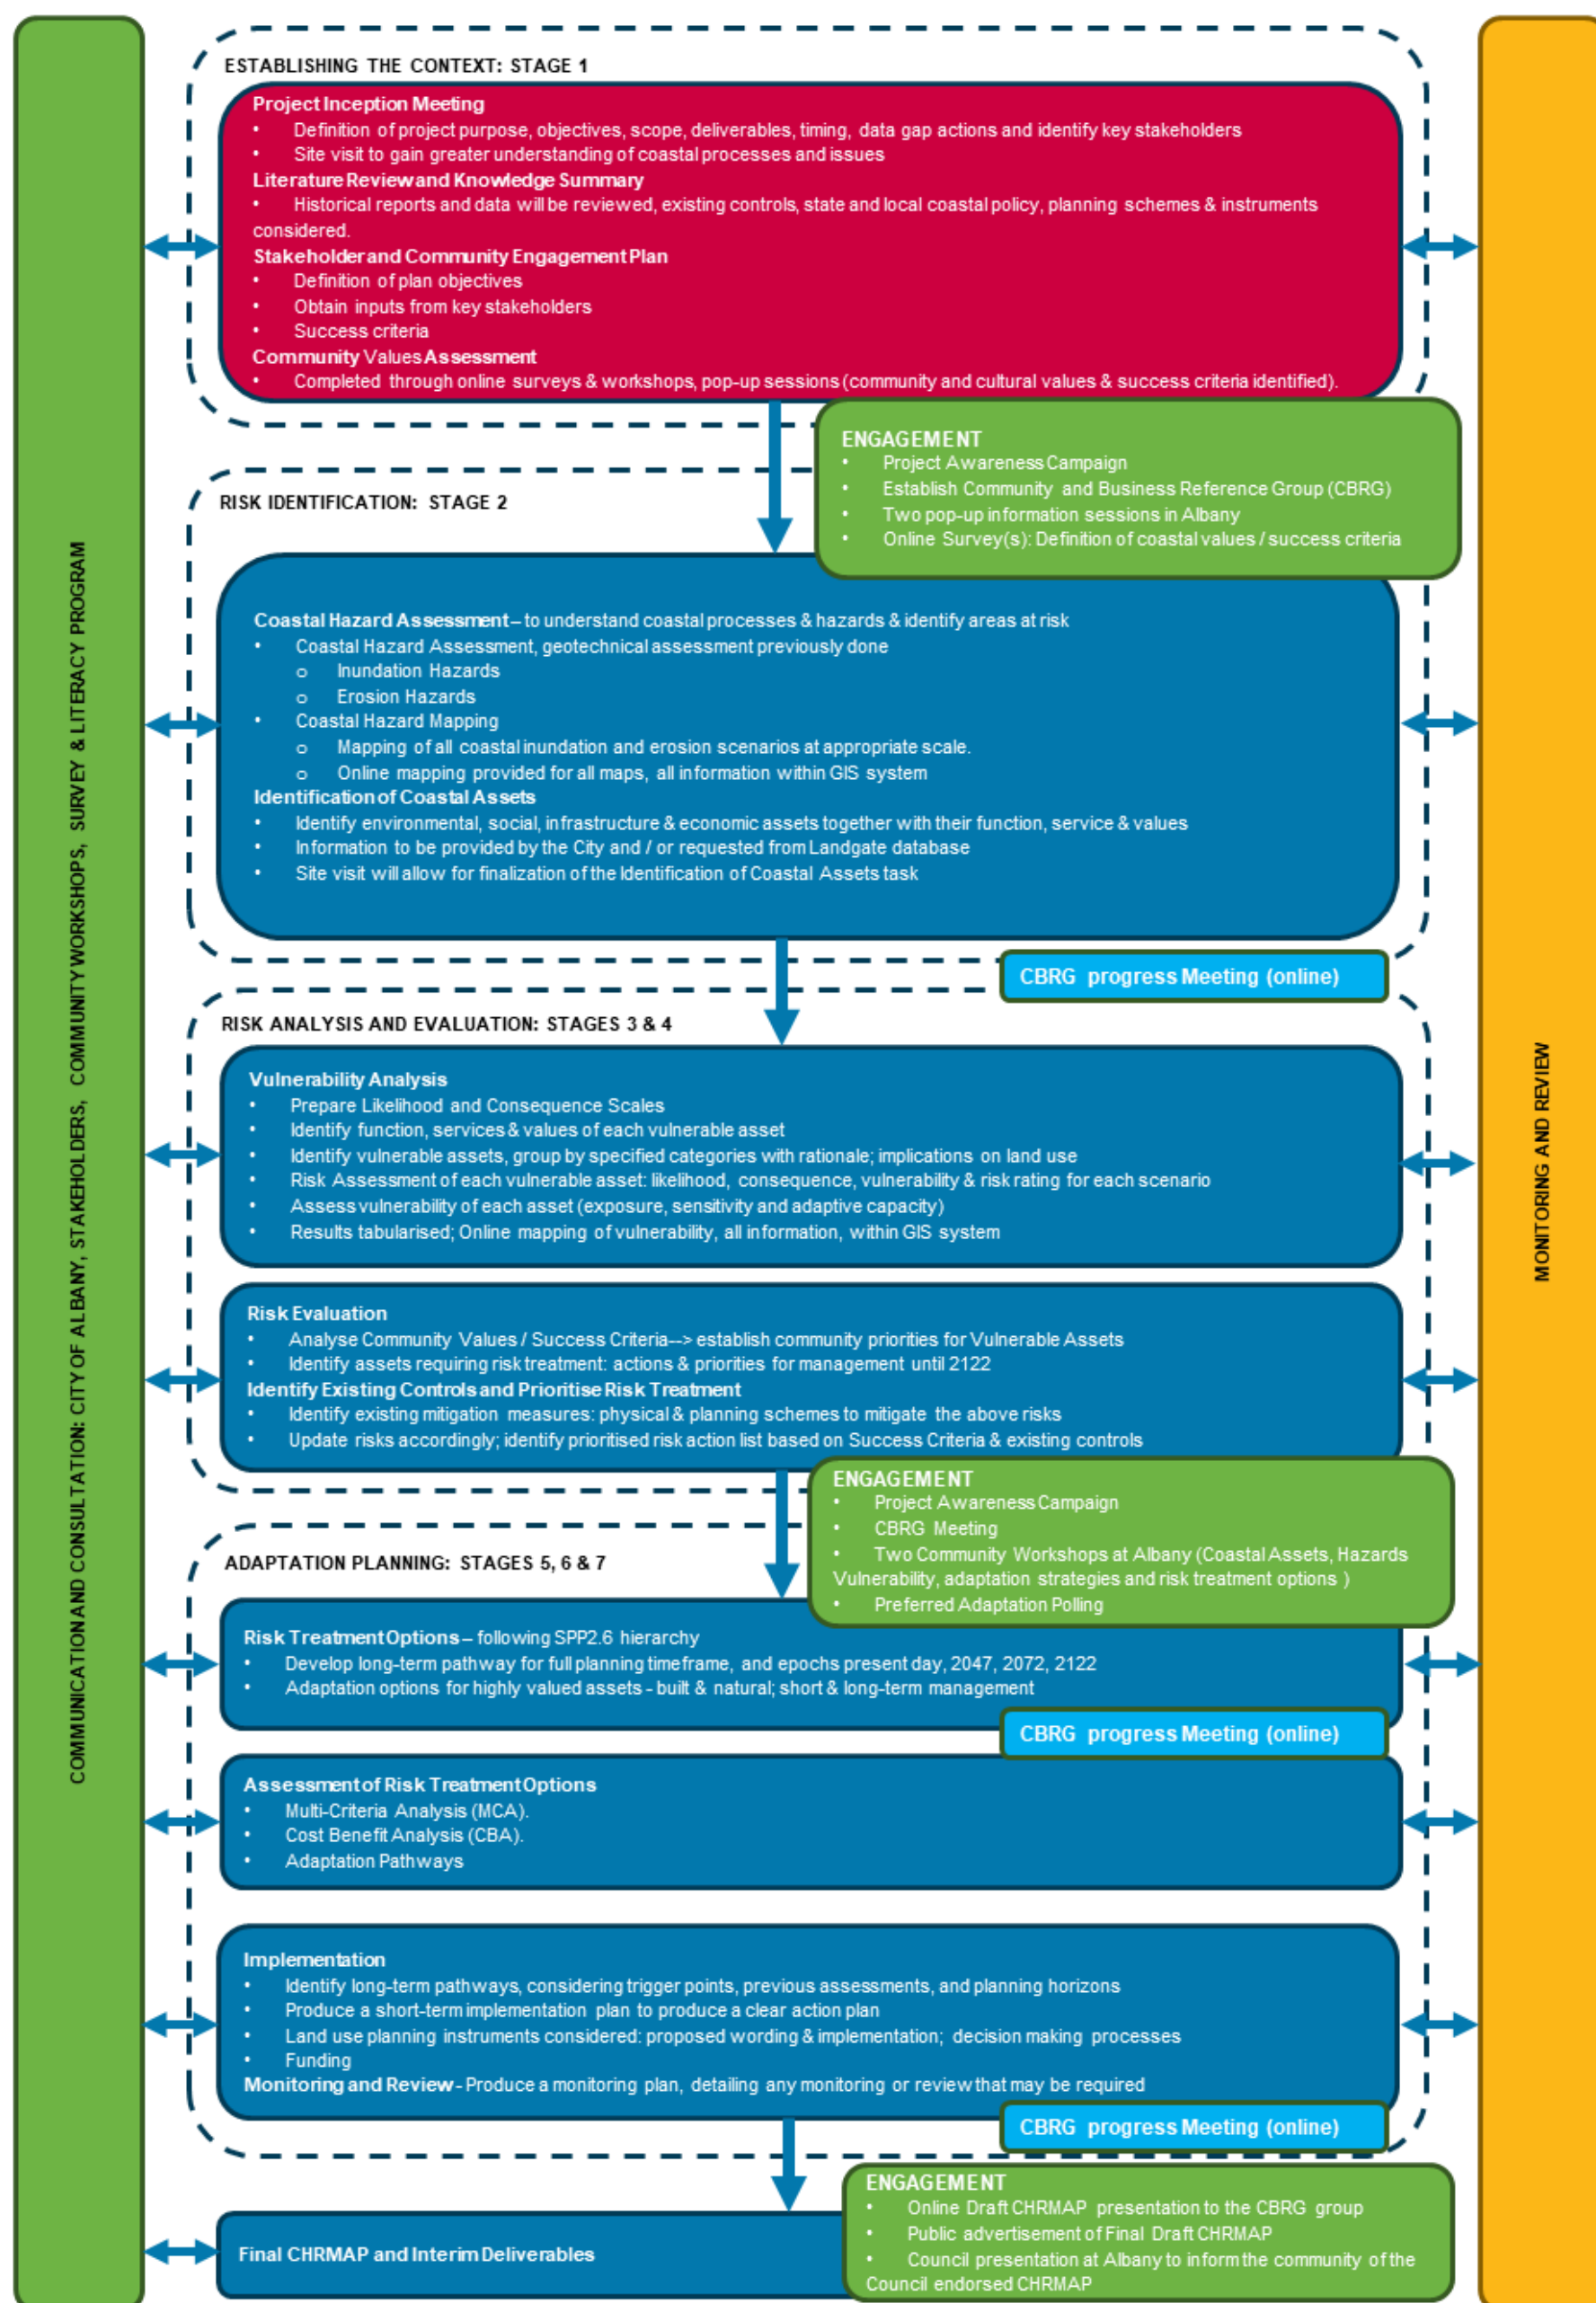 COMMUNICATION AND CONSULTATION: CITY OF ALBANY, STAKEHOLDERS, COMMUNITY WORKSHOPS, SURVEY & LITERACY PROGRAM
ESTABLISHING THE CONTEXT: STAGE 1
Project Inception Meeting
• Definition of project purpose, objectives, scope, deliverables, timing, data gap actions and identify key stakeholders
• Site visit to gain greater understanding of coastal processes and issues
Literature Review and Knowledge Summary
• Historical reports and data will be reviewed, existing controls, state and local coastal policy, planning schemes & instruments
considered.
Stakeholder and Community Engagement Plan
• Definition of plan objectives
• Obtain inputs from key stakeholders
• Success criteria
Community Values Assessment
• Completed through online surveys & workshops, pop-up sessions (community and cultural values & success criteria identified).
ENGAGEMENT
• Project Awareness Campaign
• Establish Community and Business Reference Group (CBRG)
• Two pop-up information sessions in Albany
• Online Survey(s): Definition of coastal values / success criteria
RISK IDENTIFICATION: STAGE 2
Coastal Hazard Assessment – to understand coastal processes & hazards & identify areas at risk
• Coastal Hazard Assessment, geotechnical assessment previously done
o Inundation Hazards
o Erosion Hazards
• Coastal Hazard Mapping
o Mapping of all coastal inundation and erosion scenarios at appropriate scale.
o Online mapping provided for all maps, all information within GIS system
Identification of Coastal Assets
• Identify environmental, social, infrastructure & economic assets together with their function, service & values
• Information to be provided by the City and / or requested from Landgate database
• Site visit will allow for finalization of the Identification of Coastal Assets task
CBRG progress Meeting (online)
RISK ANALYSIS AND EVALUATION: STAGES 3 & 4
Vulnerability Analysis
• Prepare Likelihood and Consequence Scales
• Identify function, services & values of each vulnerable asset
• Identify vulnerable assets, group by specified categories with rationale; implications on land use
• Risk Assessment of each vulnerable asset: likelihood, consequence, vulnerability & risk rating for each scenario
• Assess vulnerability of each asset (exposure, sensitivity and adaptive capacity)
• Results tabularised; Online mapping of vulnerability, all information, within GIS system
Risk Evaluation
• Analyse Community Values / Success Criteria--> establish community priorities for Vulnerable Assets
• Identify assets requiring risk treatment: actions & priorities for management until 2122
Identify Existing Controls and Prioritise Risk Treatment
• Identify existing mitigation measures: physical & planning schemes to mitigate the above risks
• Update risks accordingly; identify prioritised risk action list based on Success Criteria & existing controls
ENGAGEMENT
• Project Awareness Campaign
• CBRG Meeting
• Two Community Workshops at Albany (Coastal Assets, Hazards
Vulnerability, adaptation strategies and risk treatment options )
• Preferred Adaptation Polling
ADAPTATION PLANNING: STAGES 5, 6 & 7
Risk Treatment Options – following SPP2.6 hierarchy
• Develop long-term pathway for full planning timeframe, and epochs present day, 2047, 2072, 2122
• Adaptation options for highly valued assets - built & natural; short & long-term management
CBRG progress Meeting (online)
Assessment of Risk Treatment Options
• Multi-Criteria Analysis (MCA).
• Cost Benefit Analysis (CBA).
• Adaptation Pathways
Implementation
• Identify long-term pathways, considering trigger points, previous assessments, and planning horizons
• Produce a short-term implementation plan to produce a clear action plan
• Land use planning instruments considered: proposed wording & implementation; decision making processes
• Funding
Monitoring and Review - Produce a monitoring plan, detailing any monitoring or review that may be required
CBRG progress Meeting (online)
ENGAGEMENT
• Online Draft CHRMAP presentation to the CBRG group
• Public advertisement of Final Draft CHRMAP
• Council presentation at Albany to inform the community of the
Council endorsed CHRMAP
Final CHRMAP and Interim Deliverables
MONITORING AND REVIEW